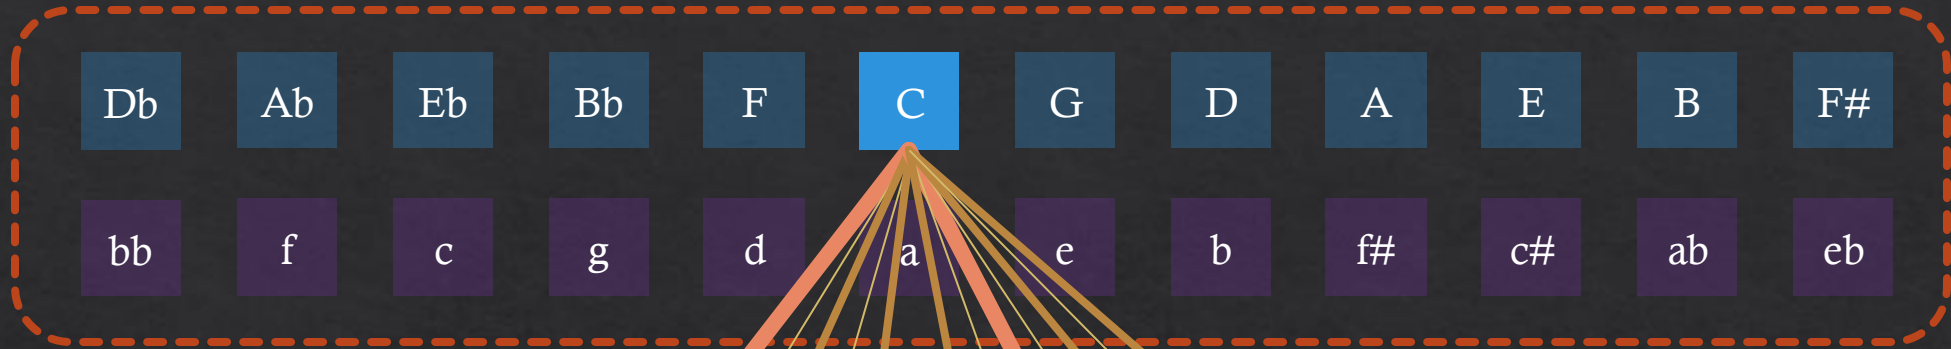 Db Ab Eb Bb F C G D A E B F#
bb f c g d a e b f# c# ab eb